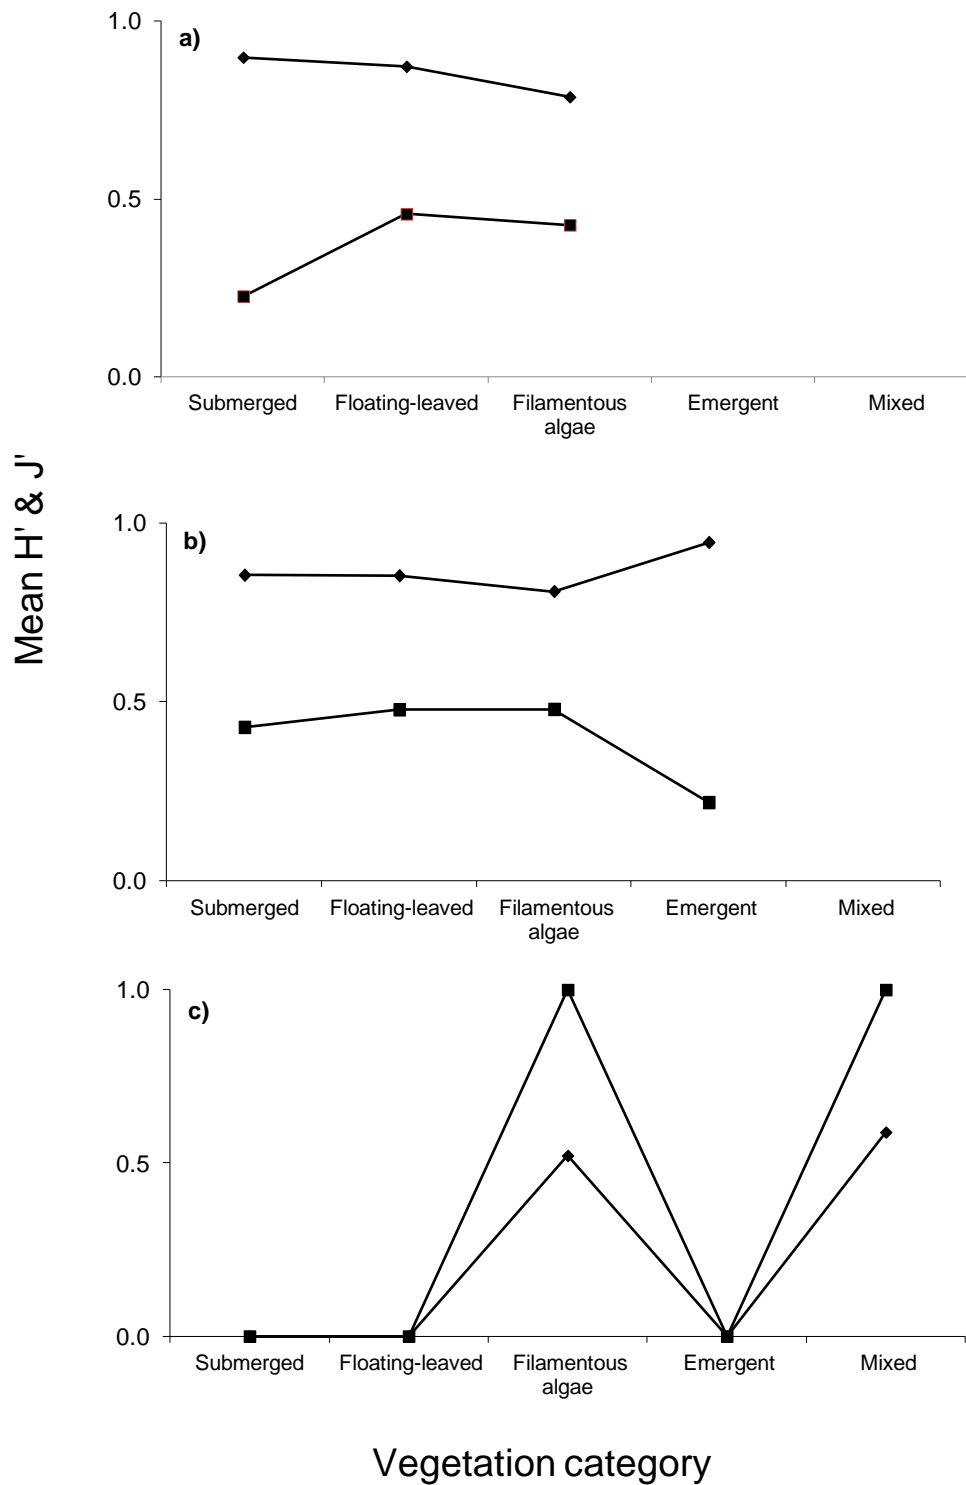 a)
1.0
0.5
0.0
Submerged Floating-leaved Filamentous Emergent Mixed
algae
Mean H' & J'
b)
1.0
0.5
0.0
Submerged Floating-leaved Filamentous Emergent Mixed
algae
c)
1.0
0.5
0.0
Submerged Floating-leaved Filamentous Emergent Mixed
algae
Vegetation category